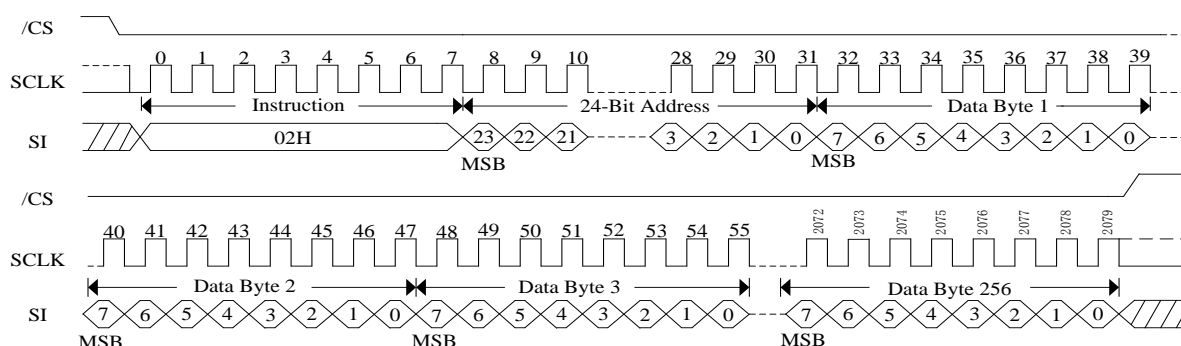 /CS
0 1 2 3 4 5 6 7 8 9 10 28 29 30 31 32 33 34 35 36 37 38 39
SCLK
Instruction 24-Bit Address Data Byte 1
SI 02H 23 22 21 3 2 1 0 7 6 5 4 3 2 1 0
MSB MSB
/CS
40 41 42 43 44 45 46 47 48 49 50 51 52 53 54 55 2072 2073 2074 2075 2076 2077 2078 2079
SCLK
Data Byte 2 Data Byte 3 Data Byte 256
SI 7 6 5 4 3 2 1 0 7 6 5 4 3 2 1 0 7 6 5 4 3 2 1 0
MSB MSB MSB